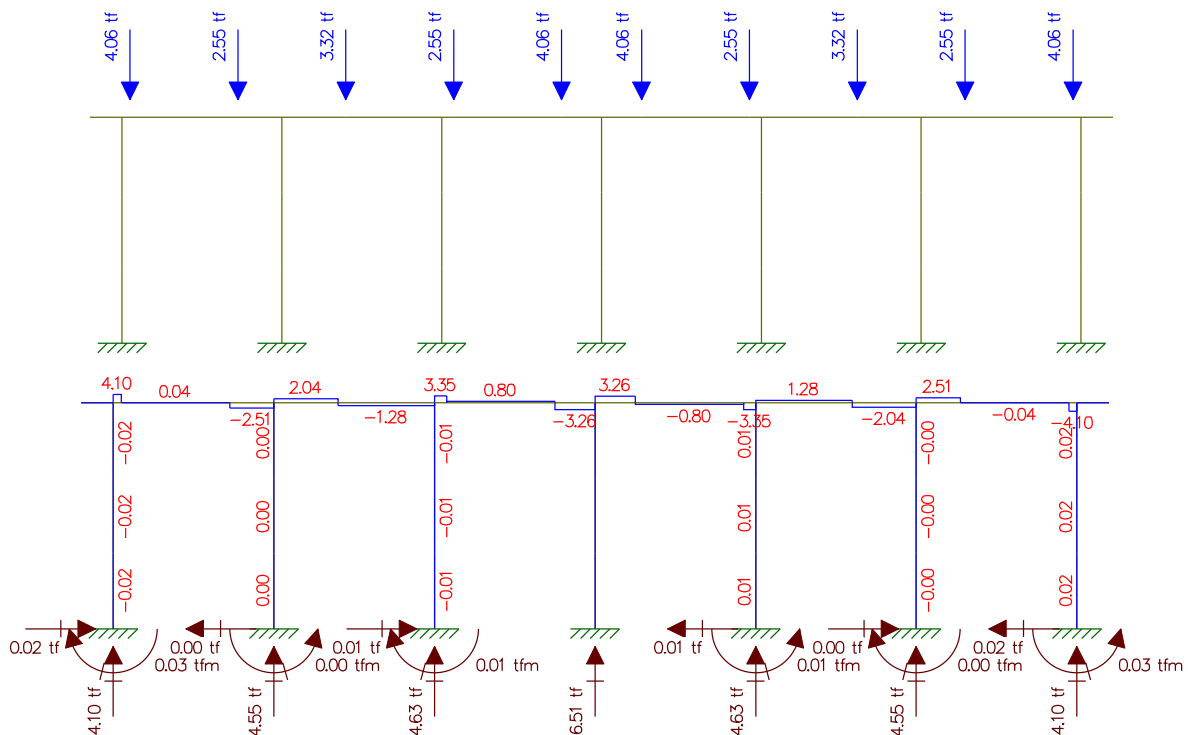 4.06 tf
2.55 tf
3.32 tf
2.55 tf
4.06 tf
4.06 tf
2.55 tf
3.32 tf
2.55 tf
4.06 tf
4.10
0.04
-2.51
2.04
-1.28
3.35
0.80
-3.26
3.26
-0.80
-3.35
1.28
-2.04
2.51
-0.04
-4.10
-0.02
0.00
-0.01
0.01
-0.00
0.02
-0.02
0.00
-0.01
0.01
-0.00
0.02
-0.02
0.00
-0.01
0.01
-0.00
0.02
0.02 tf
0.00 tf
0.01 tf
0.01 tf
0.00 tf
0.02 tf
0.03 tfm
0.00 tfm
0.01 tfm
0.01 tfm
0.00 tfm
0.03 tfm
4.10 tf
4.55 tf
4.63 tf
6.51 tf
4.63 tf
4.55 tf
4.10 tf